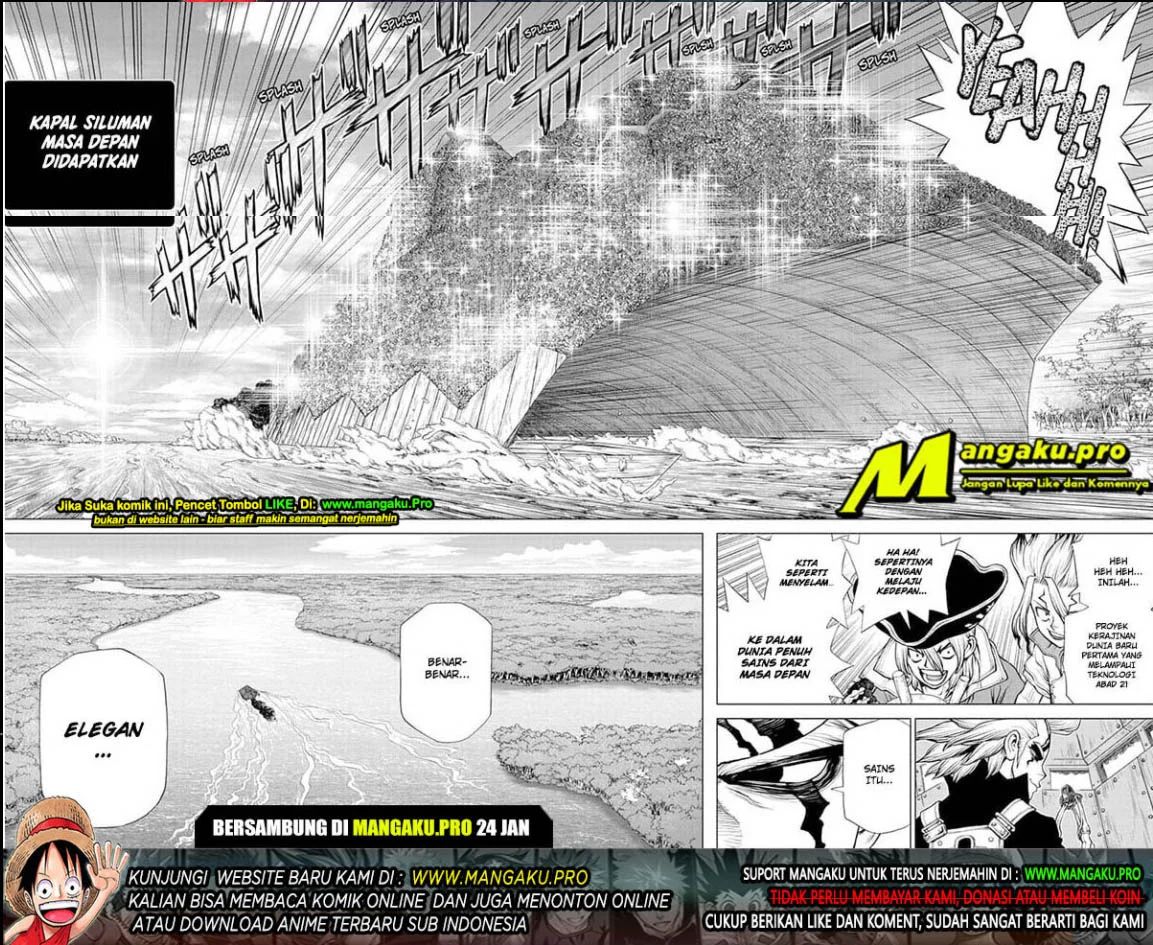 SPLASH
SPLASH
SPLASH
SPLASH
SPLASH
SPLASH
SPLASH
SPLUSH
YEAHHHH!
KAPAL SILUMAN
MASA DEPAN
DIDAPATKAN
Mangaku.pro
Jangan Lupa Like dan Komennya
Jika Suka komik ini, Pencet Tombol LIKE, Di: www.mangaku.Pro
bukan di website lain - biar staff makin semangat nerjemahin
HEH
HEH HEH...
INILAH...
PROYEK
KERAJINAN
DUNIA BARU
PERTAMA YANG
MELAMPAUI
TEKNOLOGI
ABAD 21
HA HA!
SEPERTINYA
DENGAN
MELAJU
KEDEPAN...
KITA
SEPERTI
MENYELAM..
KE DALAM
DUNIA PENUH
SAINS DARI
MASA DEPAN
SAINS
ITU...
BENAR-
BENAR...
ELEGAN
...
BERSAMBUNG DI MANGAKU.PRO 24 JAN
KUNJUNGI WEBSITE BARU KAMI DI : WWW.MANGAKU.PRO
KALIAN BISA MEMBACA KOMIK ONLINE DAN JUGA MENONTON ONLINE
ATAU DOWNLOAD ANIME TERBARU SUB INDONESIA
SUPORT MANGAKU UNTUK TERUS NERJEMAHIN DI : WWW.MANGAKU.PRO
TIDAK PERLU MEMBAYAR KAMI, DONASI ATAU MEMBELI KOIN
CUKUP BERIKAN LIKE DAN KOMENT, SUDAH SANGAT BERARTI BAGI KAMI